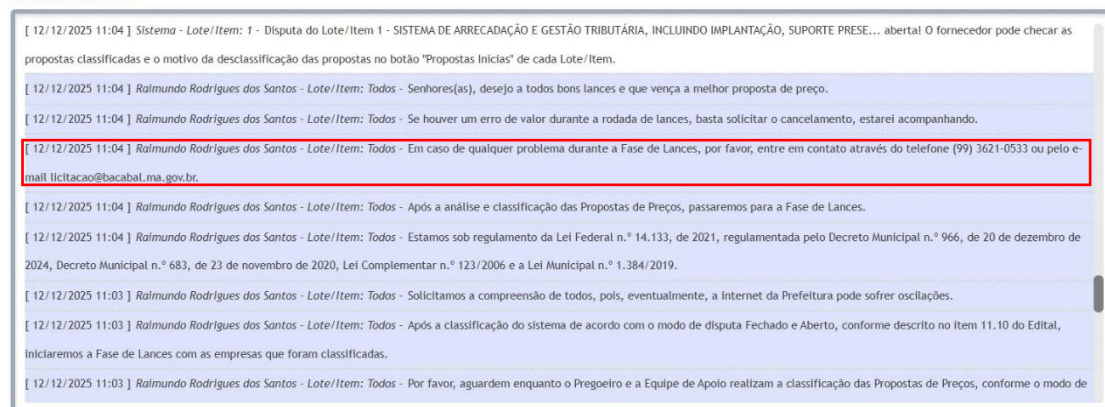 [ 12/12/2025 11:04 ] Sistema - Lote/Item: 1 - Disputa do Lote/Item 1 - SISTEMA DE ARRECADAÇÃO E GESTÃO TRIBUTÁRIA, INCLUINDO IMPLANTAÇÃO, SUPORTE PRESE... aberta! O fornecedor pode checar as
propostas classificadas e o motivo da desclassificação das propostas no botão "Propostas Inicias" de cada Lote/Item.
[ 12/12/2025 11:04 ] Raimundo Rodrigues dos Santos - Lote/Item: Todos - Senhores(as), desejo a todos bons lances e que vença a melhor proposta de preço.
[ 12/12/2025 11:04 ] Raimundo Rodrigues dos Santos - Lote/Item: Todos - Se houver um erro de valor durante a rodada de lances, basta solicitar o cancelamento, estarei acompanhando.
[ 12/12/2025 11:04 ] Raimundo Rodrigues dos Santos - Lote/Item: Todos - Em caso de qualquer problema durante a Fase de Lances, por favor, entre em contato através do telefone (99) 3621-0533 ou pelo e-
mail licitacao@bacabal.ma.gov.br.
[ 12/12/2025 11:04 ] Raimundo Rodrigues dos Santos - Lote/Item: Todos - Após a análise e classificação das Propostas de Preços, passaremos para a Fase de Lances.
[ 12/12/2025 11:04 ] Raimundo Rodrigues dos Santos - Lote/Item: Todos - Estamos sob regulamento da Lei Federal n.º 14.133, de 2021, regulamentada pelo Decreto Municipal n.º 966, de 20 de dezembro de
2024, Decreto Municipal n.º 683, de 23 de novembro de 2020, Lei Complementar n.º 123/2006 e a Lei Municipal n.º 1.384/2019.
[ 12/12/2025 11:03 ] Raimundo Rodrigues dos Santos - Lote/Item: Todos - Solicitamos a compreensão de todos, pois, eventualmente, a internet da Prefeitura pode sofrer oscilações.
[ 12/12/2025 11:03 ] Raimundo Rodrigues dos Santos - Lote/Item: Todos - Após a classificação do sistema de acordo com o modo de disputa Fechado e Aberto, conforme descrito no item 11.10 do Edital,
iniciaremos a Fase de Lances com as empresas que foram classificadas.
[ 12/12/2025 11:03 ] Raimundo Rodrigues dos Santos - Lote/Item: Todos - Por favor, aguardem enquanto o Pregoeiro e a Equipe de Apoio realizam a classificação das Propostas de Preços, conforme o modo de